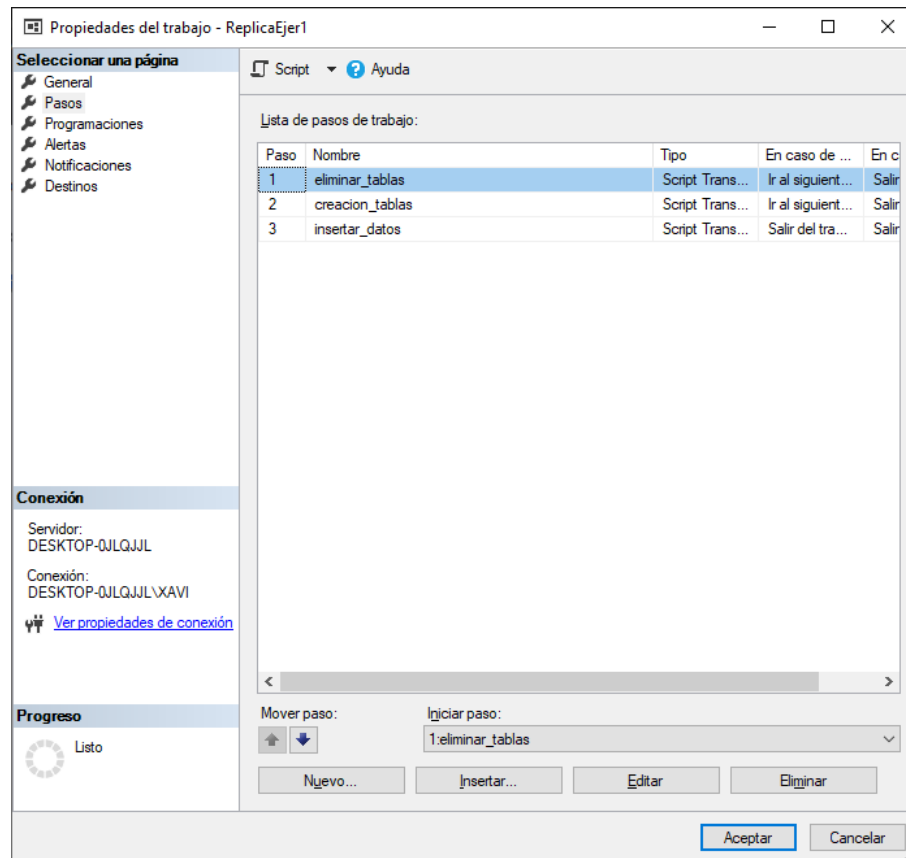 Propiedades del trabajo - ReplicaEjer1
Seleccionar una página
General
Pasos
Programaciones
Alertas
Notificaciones
Destinos
Script
Ayuda
Lista de pasos de trabajo:
Paso Nombre Tipo En caso de ... En c
1 eliminar_tablas Script Trans... Ir al siguient... Salir
2 creacion_tablas Script Trans... Ir al siguient... Salir
3 insertar_datos Script Trans... Salir del tra... Salir
Conexión
Servidor:
DESKTOP-0JLQJJL
Conexión:
DESKTOP-0JLQJJL\XAVI
Ver propiedades de conexión
Progreso
Listo
Mover paso: Iniciar paso:
1:eliminar_tablas
Nuevo... Insertar... Editar Eliminar
Aceptar Cancelar